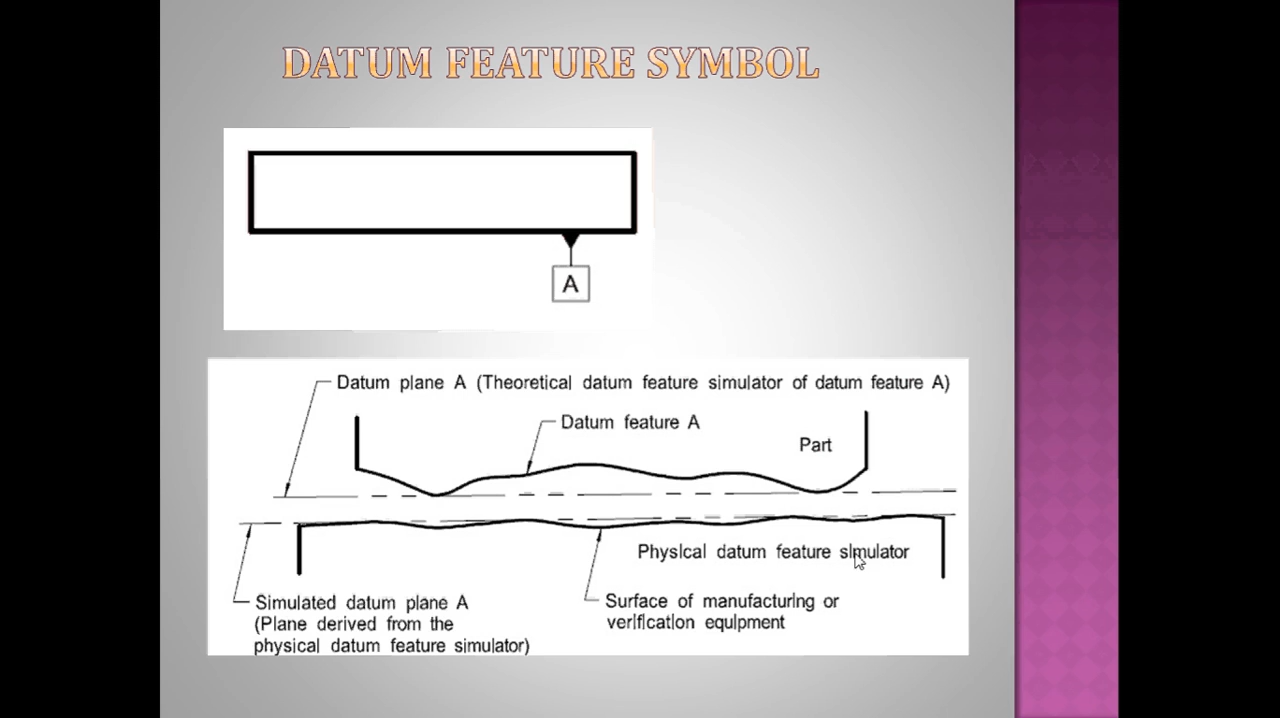 DATUM FEATURE SYMBOL
A
Datum plane A (Theoretical datum feature simulator of datum feature A)
Datum feature A
Part
Physical datum feature simulator
Simulated datum plane A
(Plane derived from the
physical datum feature simulator)
Surface of manufacturing or
verification equipment